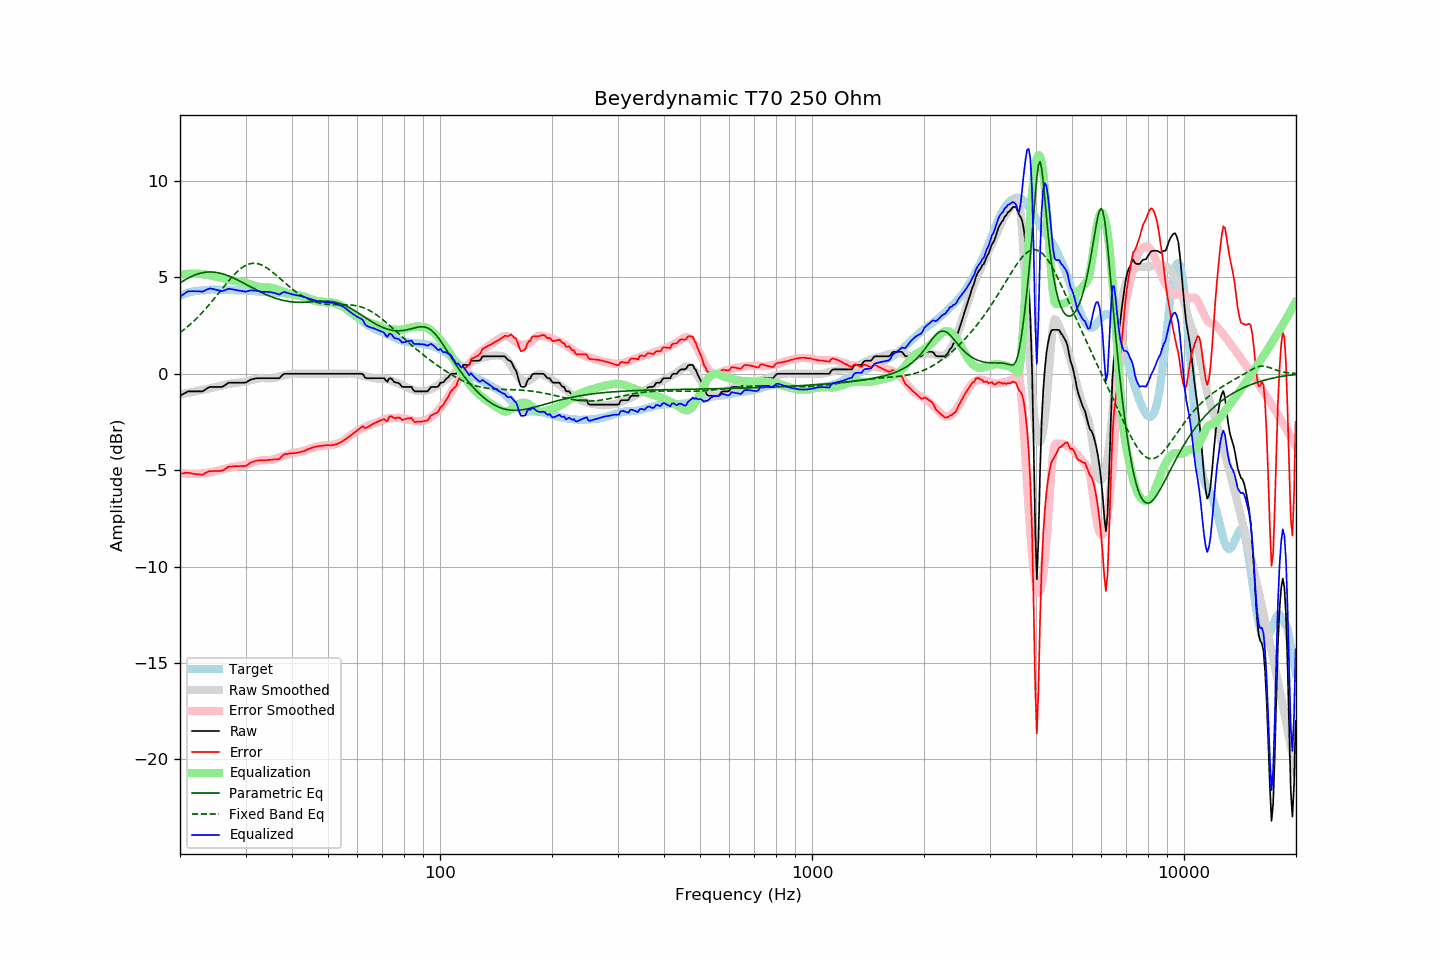 Beyerdynamic T70 250 Ohm
Amplitude (dBr)
10
5
0
−5
−10
−15
−20
Target
Raw Smoothed
Error Smoothed
Raw
Error
Equalization
Parametric Eq
Fixed Band Eq
Equalized
100
1000
10000
Frequency (Hz)